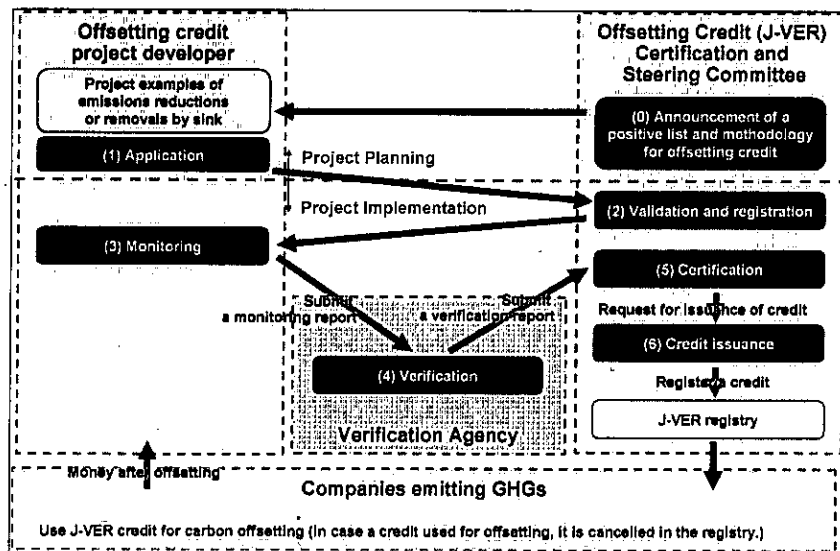 Offsetting credit
project developer
Project examples of
emissions reductions
or removals by sink
(1) Application
(3) Monitoring
Project Planning
Project Implementation
Submit
a monitoring report
Submit
a verification report
(4) Verification
Verification Agency
Offsetting Credit (J-VER)
Certification and
Steering Committee
(0) Announcement of a
positive list and methodology
for offsetting credit
(2) Validation and registration
(5) Certification
Request for issuance of credit
(6) Credit issuance
Register a credit
J-VER registry
Money after offsetting
Companies emitting GHGs
Use J-VER credit for carbon offsetting (In case a credit used for offsetting, it is cancelled in the registry.)